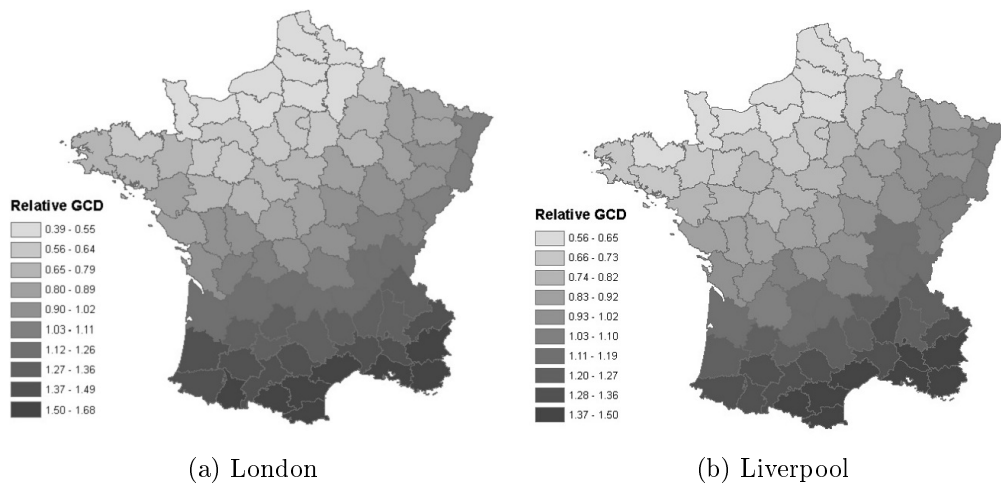 Relative GCD
0.39 - 0.55
0.56 - 0.64
0.65 - 0.79
0.80 - 0.89
0.90 - 1.02
1.03 - 1.11
1.12 - 1.26
1.27 - 1.36
1.37 - 1.49
1.50 - 1.68
(a) London
Relative GCD
0.56 - 0.65
0.66 - 0.73
0.74 - 0.82
0.83 - 0.92
0.93 - 1.02
1.03 - 1.10
1.11 - 1.19
1.20 - 1.27
1.28 - 1.36
1.37 - 1.50
(b) Liverpool